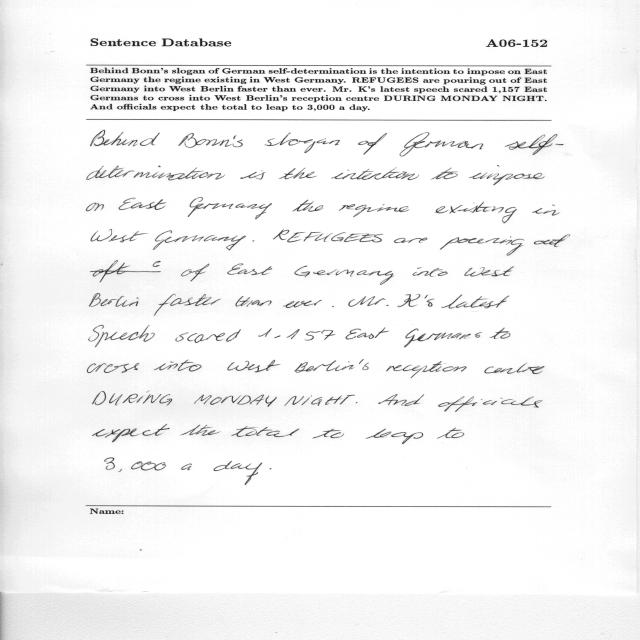 Sentence Database A06-152
Behind Bonn's slogan of German self-determination is the intention to impose on East
Germany the regime existing in West Germany. REFUGEES are pouring out of East
Germany into West Berlin faster than ever. Mr. K's latest speech scared 1,157 East
Germans to cross into West Berlin's reception centre DURING MONDAY NIGHT.
And officials expect the total to leap to 3,000 a day.
Behind Bonn's slogan of German self-
determination is the intention to impose
on East Germany the regime existing in
West Germany. REFUGEES are pouring out
of East Germany into West
Berlin faster than ever. Mr. K's latest
Speech scared 1.157 East Germans to
cross into West Berlin's reception centre
DURING MONDAY NIGHT. And officials
expect the total to leap to
3,000 a day.
Name: